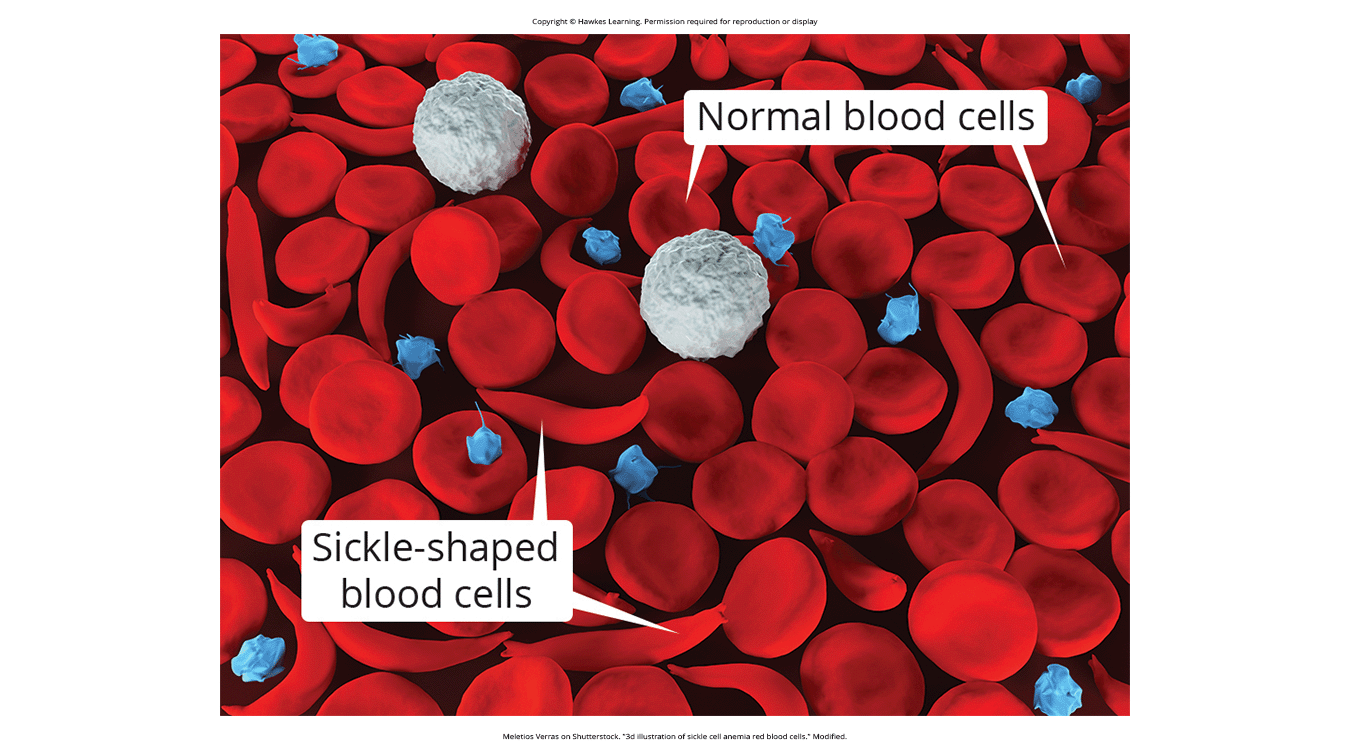 Copyright © Hawkes Learning. Permission required for reproduction or display
Normal blood cells
Sickle-shaped
blood cells
Meletios Verras on Shutterstock. "3d illustration of sickle cell anemia red blood cells." Modified.